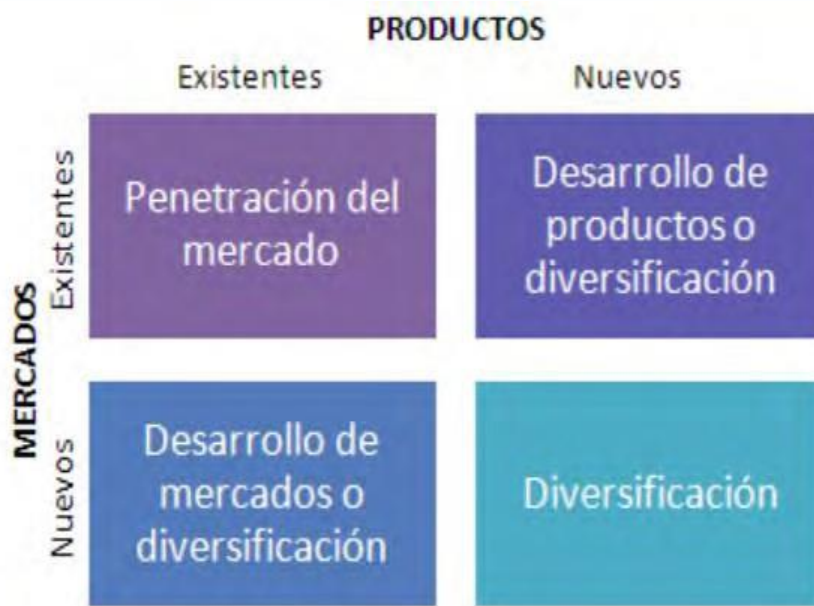 PRODUCTOS
Existentes
Nuevos
MERCADOS
Existentes
Penetración del
mercado
Desarrollo de
productos o
diversificación
Nuevos
Desarrollo de
mercados o
diversificación
Diversificación